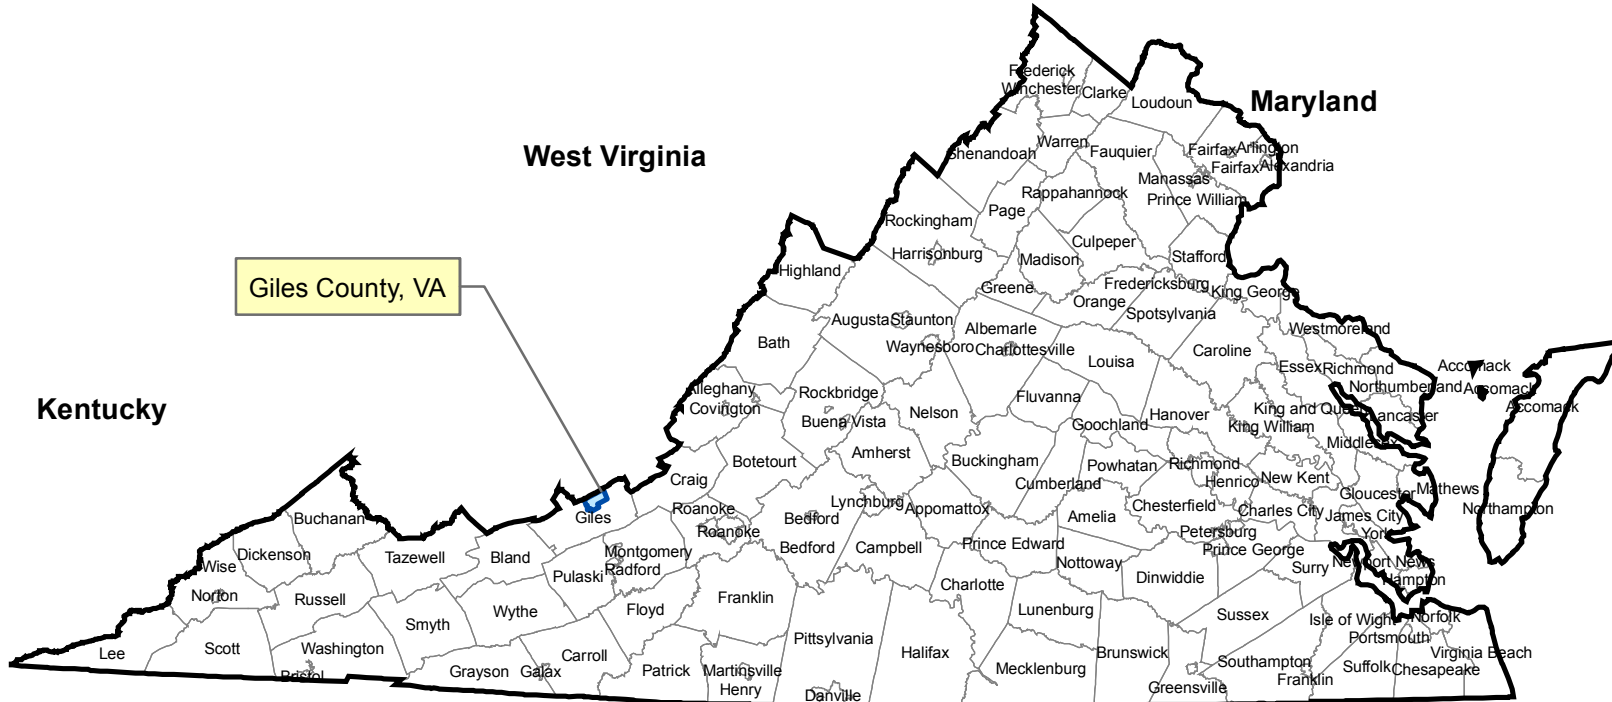 Frederick
Winchester
Clarke
Loudoun
Maryland
Warren
West Virginia
Shenandoah
Fauquier
Fairfax
Arlington
Fairfax
Alexandria
Manassas
Rappahannock
Prince William
Page
Rockingham
Culpeper
Harrisonburg
Madison
Stafford
Highland
Giles County, VA
Greene
Fredericksburg
King George
Orange
Spotsylvania
Augusta
Staunton
Albemarle
Westmoreland
Bath
Waynesboro
Charlottesville
Caroline
Louisa
Essex
Richmond
Accomack
Northumberland
Accomack
Alleghany
Rockbridge
Fluvanna
Kentucky
Covington
Nelson
King and Queen
Accomack
Hanover
Lancaster
Buena Vista
Goochland
King William
Middlesex
Amherst
Botetourt
Buckingham
Powhatan
Richmond
Craig
Cumberland
Henrico
New Kent
Mathews
Gloucester
Lynchburg
Roanoke
Appomattox
Chesterfield
Charles City
Northampton
Giles
Buchanan
Bedford
Amelia
James City
Roanoke
Petersburg
York
Prince Edward
Bedford
Campbell
Prince George
Dickenson
Tazewell
Bland
Montgomery
Nottoway
Newport News
Wise
Radford
Surry
Pulaski
Dinwiddie
Hampton
Charlotte
Norton
Russell
Franklin
Floyd
Lunenburg
Wythe
Sussex
Isle of Wight
Norfolk
Smyth
Pittsylvania
Portsmouth
Scott
Washington
Lee
Carroll
Halifax
Brunswick
Virginia Beach
Southampton
Suffolk
Chesapeake
Mecklenburg
Grayson
Galax
Patrick
Martinsville
Bristol
Franklin
Henry
Greensville
Danville